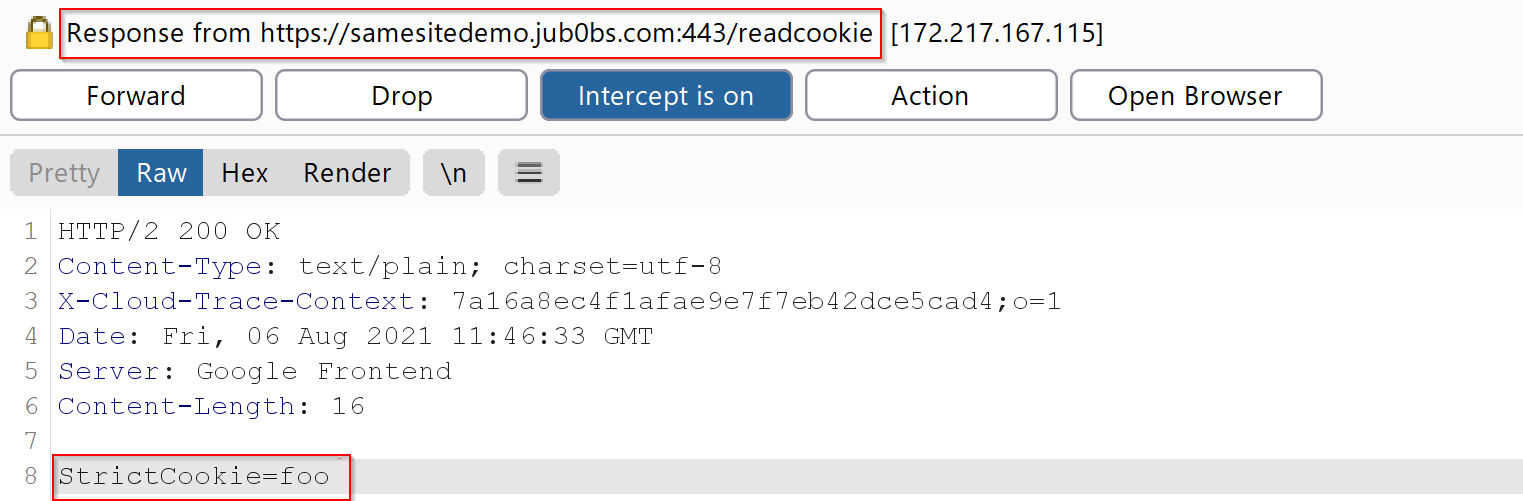 Response from https://samesitedemo.jub0bs.com:443/readcookie [172.217.167.115]
Forward Drop Intercept is on Action Open Browser
Pretty Raw Hex Render \n
1 HTTP/2 200 OK
2 Content-Type: text/plain; charset=utf-8
3 X-Cloud-Trace-Context: 7a16a8ec4f1afae9e7f7eb42dce5cad4;o=1
4 Date: Fri, 06 Aug 2021 11:46:33 GMT
5 Server: Google Frontend
6 Content-Length: 16
7
8 StrictCookie=foo